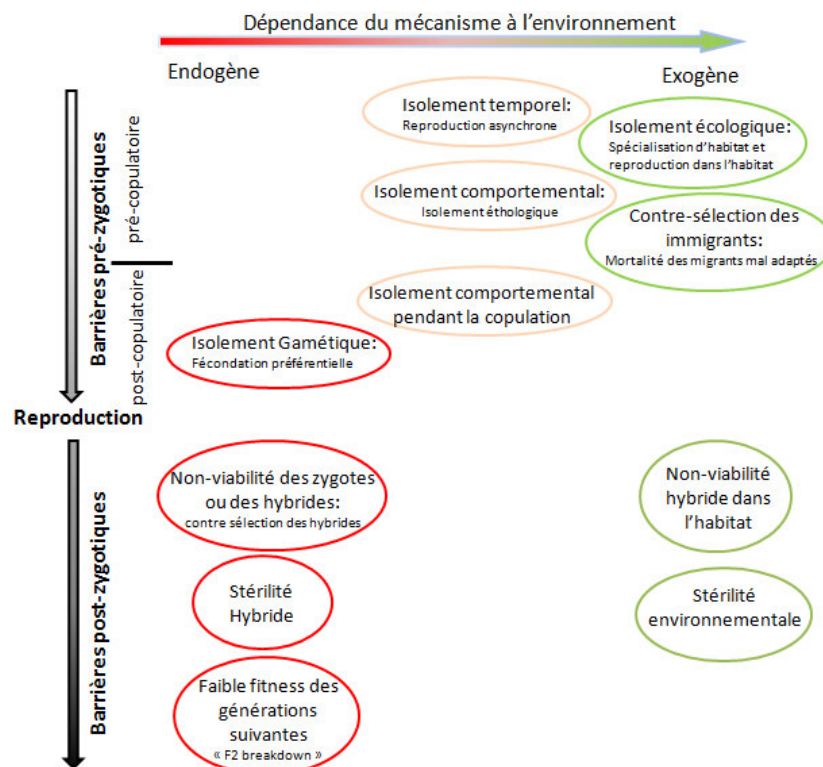 Dépendance du mécanisme à l'environnement
Endogène
Exogène
Barrières pré-zygotiques
pré-copulatoire
Isolement temporel:
Reproduction asynchrone
Isolement écologique:
Spécialisation d'habitat et
reproduction dans l'habitat
Isolement comportemental:
Isolement éthologique
Contre-sélection des
immigrants:
Mortalité des migrants mal adaptés
post-copulatoire
Isolement comportemental
pendant la copulation
Isolement Gamétique:
Fécondation préférentielle
Reproduction
Barrières post-zygotiques
Non-viabilité des zygotes
ou des hybrides:
contre sélection des hybrides
Non-viabilité
hybride dans
l'habitat
Stérilité
Hybride
Stérilité
environnementale
Faible fitness des
générations
suivantes
« F2 breakdown »